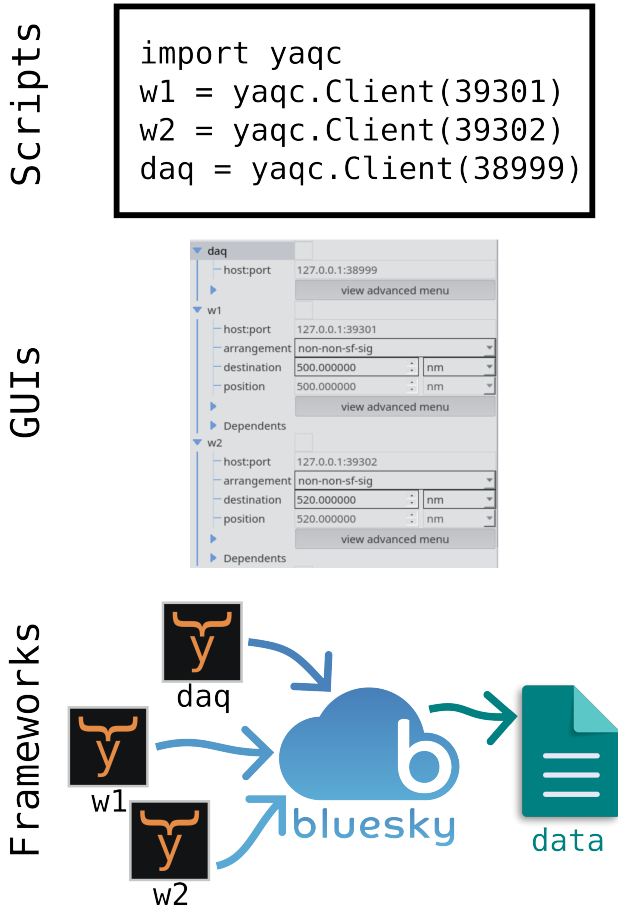 Scripts
import yaqc
w1 = yaqc.Client(39301)
w2 = yaqc.Client(39302)
daq = yaqc.Client(38999)
GUIs
daq
host:port 127.0.0.1:38999
view advanced menu
w1
host:port 127.0.0.1:39301
arrangement non-non-sf-sig
destination 500.000000 nm
position 500.000000 nm
view advanced menu
Dependents
w2
host:port 127.0.0.1:39302
arrangement non-non-sf-sig
destination 520.000000 nm
position 520.000000 nm
view advanced menu
Dependents
Frameworks
y
daq
y
w1
y
w2
b
bluesky
data